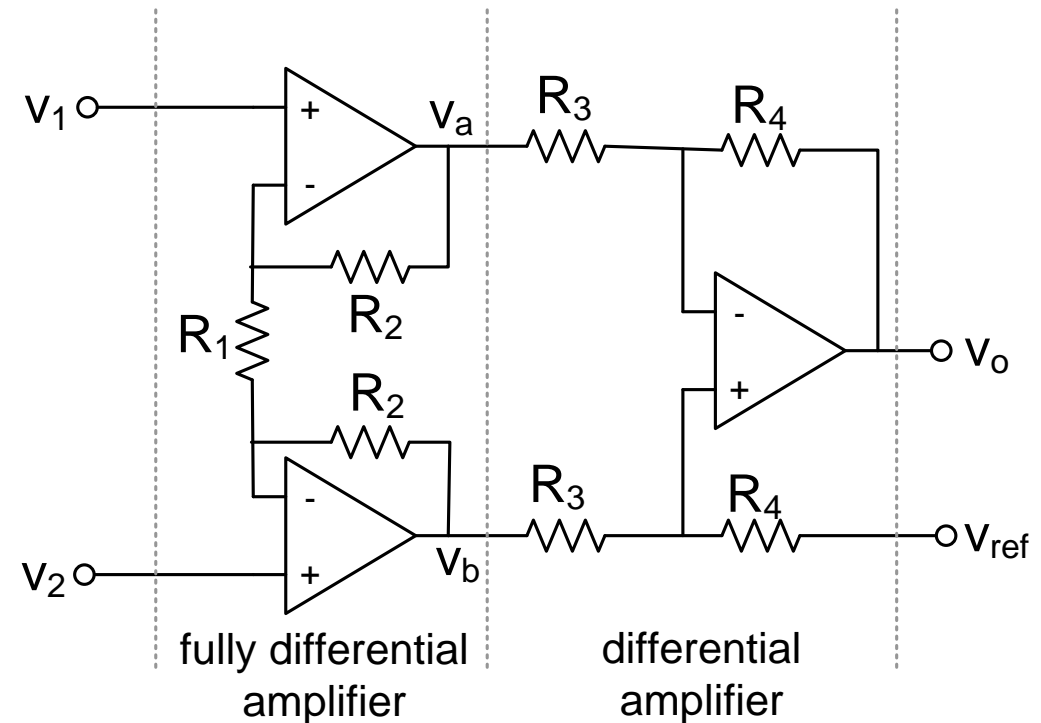 v1
+
-
va
R3
R4
R2
R1
R2
-
+
vo
-
+
v2
vb
R3
R4
vref
fully differential
amplifier
differential
amplifier